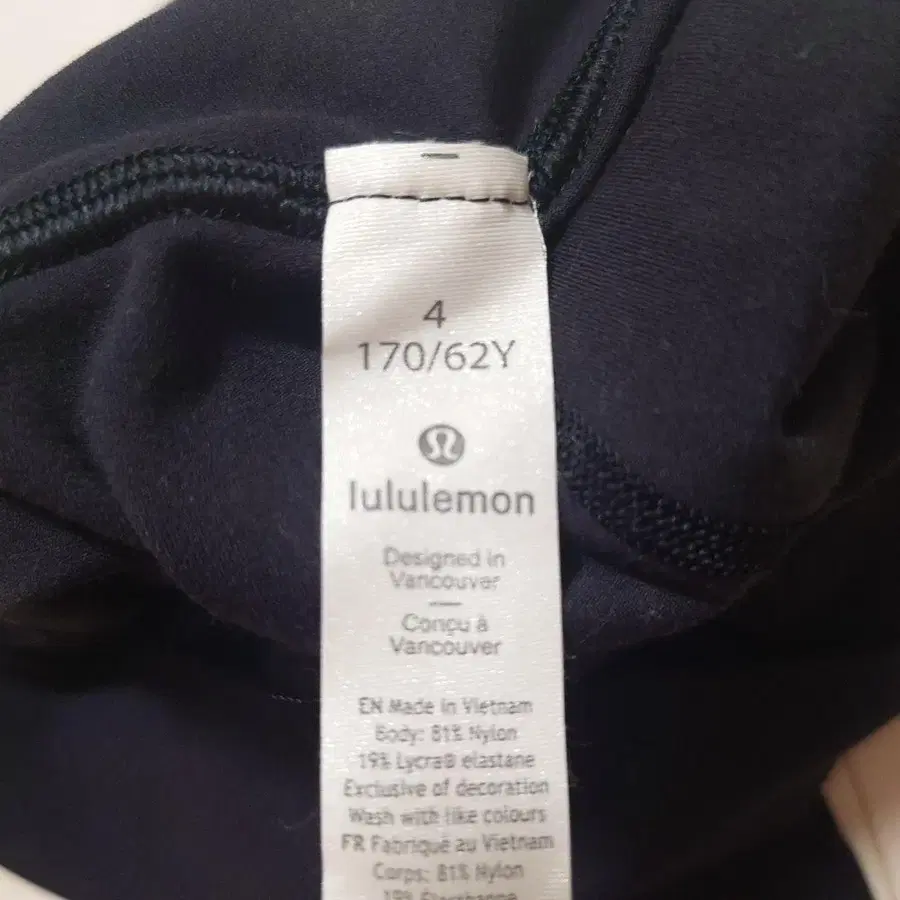 4
170/62Y
lululemon
Designed in
Vancouver
Conçu à
Vancouver
EN Made in Vietnam
Body: 81% Nylon
19% Lycra® elastane
Exclusive of decoration
Wash with like colours
FR Fabriqué au Vietnam
Corps: 81% Nylon
19%